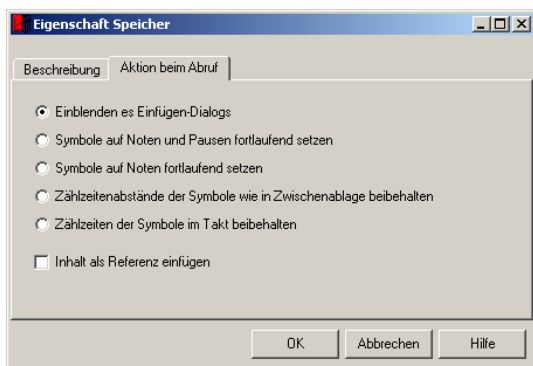 Eigenschaft Speicher
Beschreibung
Aktion beim Abruf
Einblenden es Einfügen-Dialogs
Symbole auf Noten und Pausen fortlaufend setzen
Symbole auf Noten fortlaufend setzen
Zählzeitenabstände der Symbole wie in Zwischenablage beibehalten
Zählzeiten der Symbole im Takt beibehalten
Inhalt als Referenz einfügen
OK
Abbrechen
Hilfe